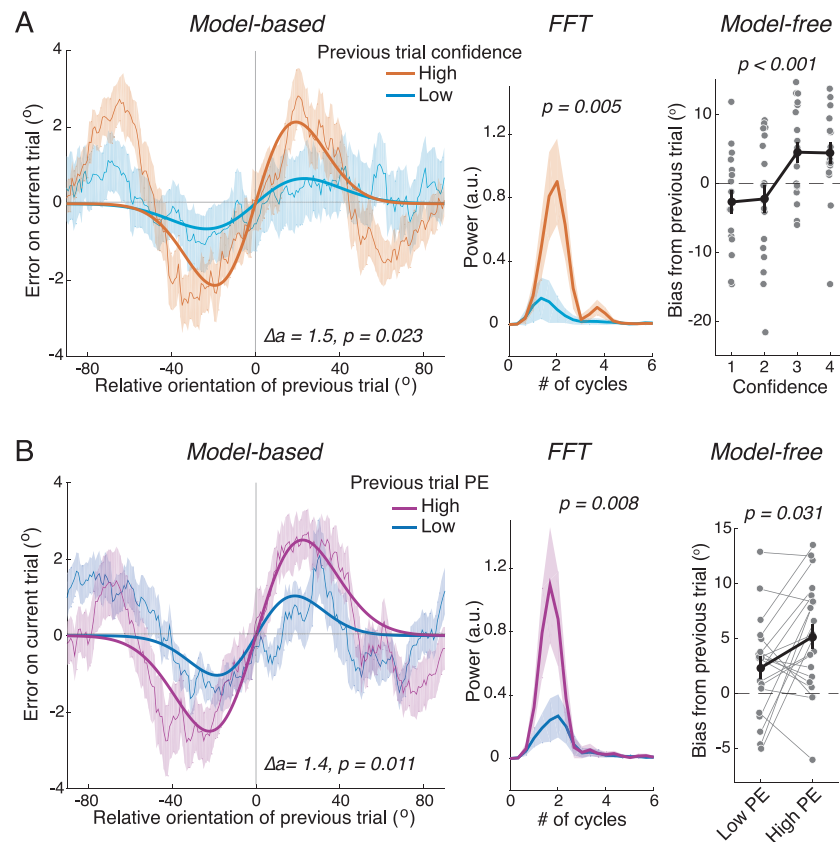 A
Model-based
FFT
Model-free
Previous trial confidence
High
Low
Error on current trial (°)
4
2
0
-2
-4
-80
-40
0
40
80
Δa = 1.5, p = 0.023
Relative orientation of previous trial (°)
p = 0.005
Power (a.u.)
1.2
0.8
0.4
0
0
2
4
6
# of cycles
p < 0.001
Bias from previous trial (°)
10
0
-10
-20
1
2
3
4
Confidence
B
Model-based
FFT
Model-free
Previous trial PE
High
Low
Error on current trial (°)
4
2
0
-2
-4
-80
-40
0
40
80
Δa= 1.4, p = 0.011
Relative orientation of previous trial (°)
p = 0.008
Power (a.u.)
1.2
0.8
0.4
0
0
2
4
6
# of cycles
p = 0.031
Bias from previous trial (°)
15
10
5
0
-5
Low PE
High PE